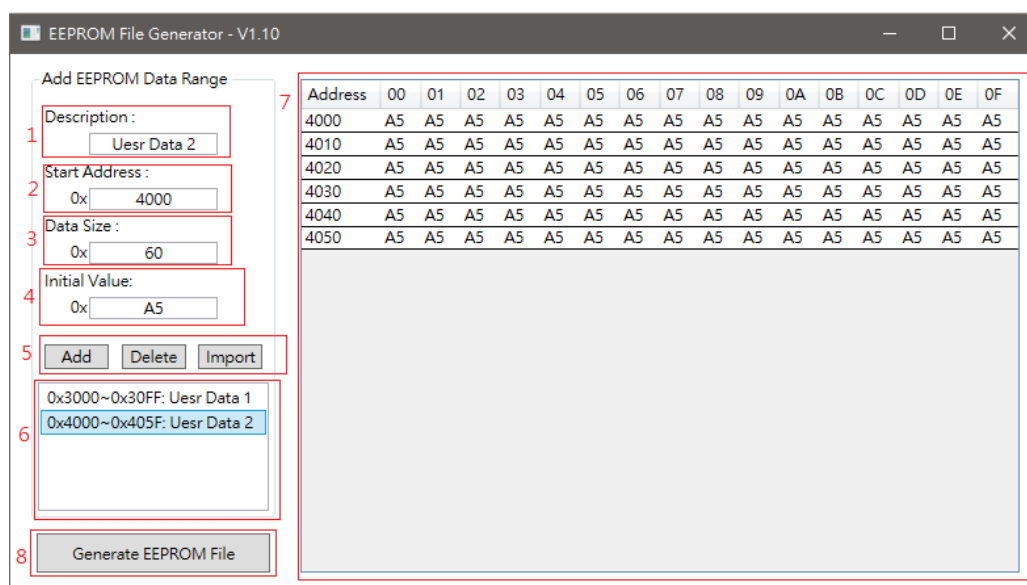 EEPROM File Generator - V1.10
Add EEPROM Data Range
1
Description :
Uesr Data 2
2
Start Address :
0x 4000
3
Data Size :
0x 60
4
Initial Value:
0x A5
5
Add Delete Import
6
0x3000~0x30FF: Uesr Data 1
0x4000~0x405F: Uesr Data 2
8
Generate EEPROM File
7
Address 00 01 02 03 04 05 06 07 08 09 0A 0B 0C 0D 0E 0F
4000 A5 A5 A5 A5 A5 A5 A5 A5 A5 A5 A5 A5 A5 A5 A5 A5
4010 A5 A5 A5 A5 A5 A5 A5 A5 A5 A5 A5 A5 A5 A5 A5 A5
4020 A5 A5 A5 A5 A5 A5 A5 A5 A5 A5 A5 A5 A5 A5 A5 A5
4030 A5 A5 A5 A5 A5 A5 A5 A5 A5 A5 A5 A5 A5 A5 A5 A5
4040 A5 A5 A5 A5 A5 A5 A5 A5 A5 A5 A5 A5 A5 A5 A5 A5
4050 A5 A5 A5 A5 A5 A5 A5 A5 A5 A5 A5 A5 A5 A5 A5 A5